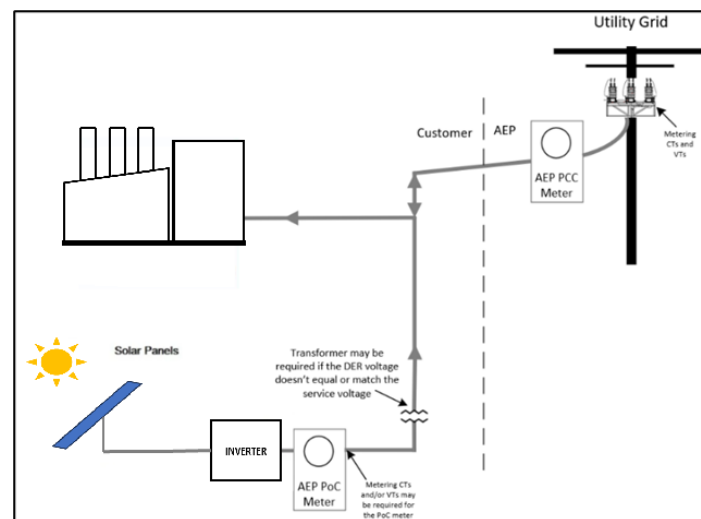 Utility Grid
Metering
CTs and
VTs
Customer
AEP
AEP PCC
Meter
Solar Panels
Transformer may be
required if the DER voltage
doesn't equal or match the
service voltage
INVERTER
AEP PoC
Meter
Metering CTs
and/or VTs may
be required for
the PoC meter